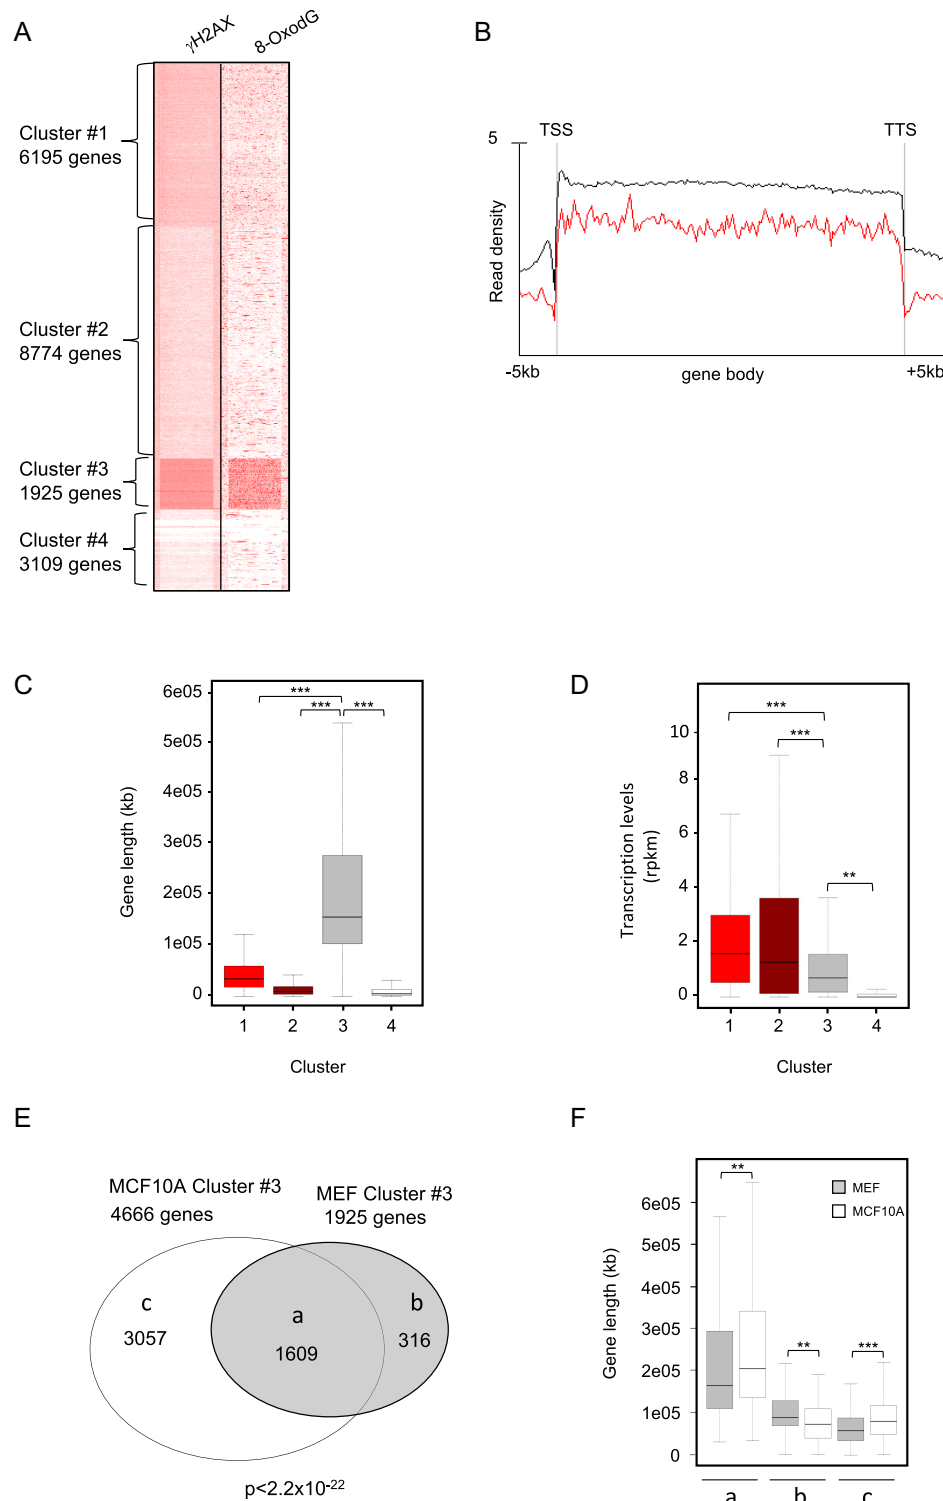 A
γH2AX
8-OxodG
Cluster #1
6195 genes
Cluster #2
8774 genes
Cluster #3
1925 genes
Cluster #4
3109 genes
B
5
TSS
TTS
Read density
-5kb
gene body
+5kb
C
6e05
5e05
4e05
3e05
2e05
1e05
0
Gene length (kb)
***
***
***
1
2
3
4
Cluster
D
10
8
6
4
2
0
Transcription levels
(rpkm)
***
***
**
1
2
3
4
Cluster
E
MCF10A Cluster #3
4666 genes
MEF Cluster #3
1925 genes
c
3057
a
1609
b
316
p<2.2x10-22
F
6e05
5e05
4e05
3e05
2e05
1e05
0
Gene length (kb)
**
**
***
MEF
MCF10A
a
b
c